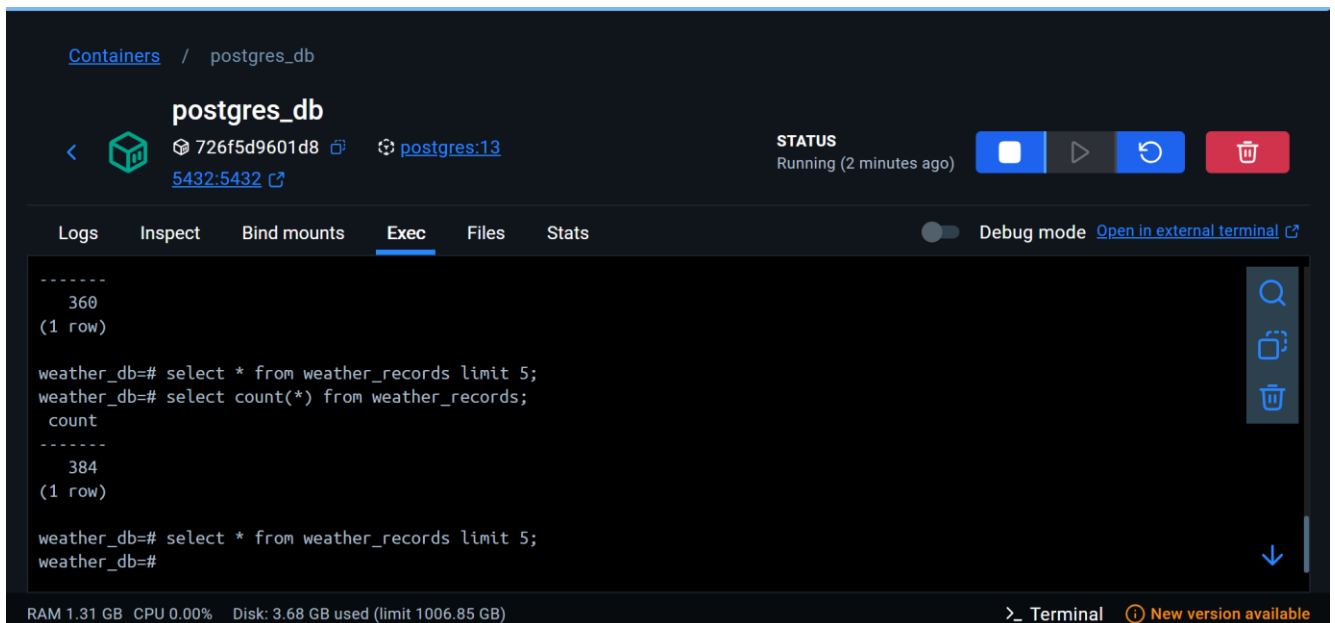 Containers / postgres_db
postgres_db
726f5d9601d8 postgres:13
5432:5432
STATUS
Running (2 minutes ago)
Logs Inspect Bind mounts Exec Files Stats Debug mode Open in external terminal
-------
360
(1 row)
weather_db=# select * from weather_records limit 5;
weather_db=# select count(*) from weather_records;
count
-------
384
(1 row)
weather_db=# select * from weather_records limit 5;
weather_db=#
RAM 1.31 GB CPU 0.00% Disk: 3.68 GB used (limit 1006.85 GB) >_ Terminal New version available